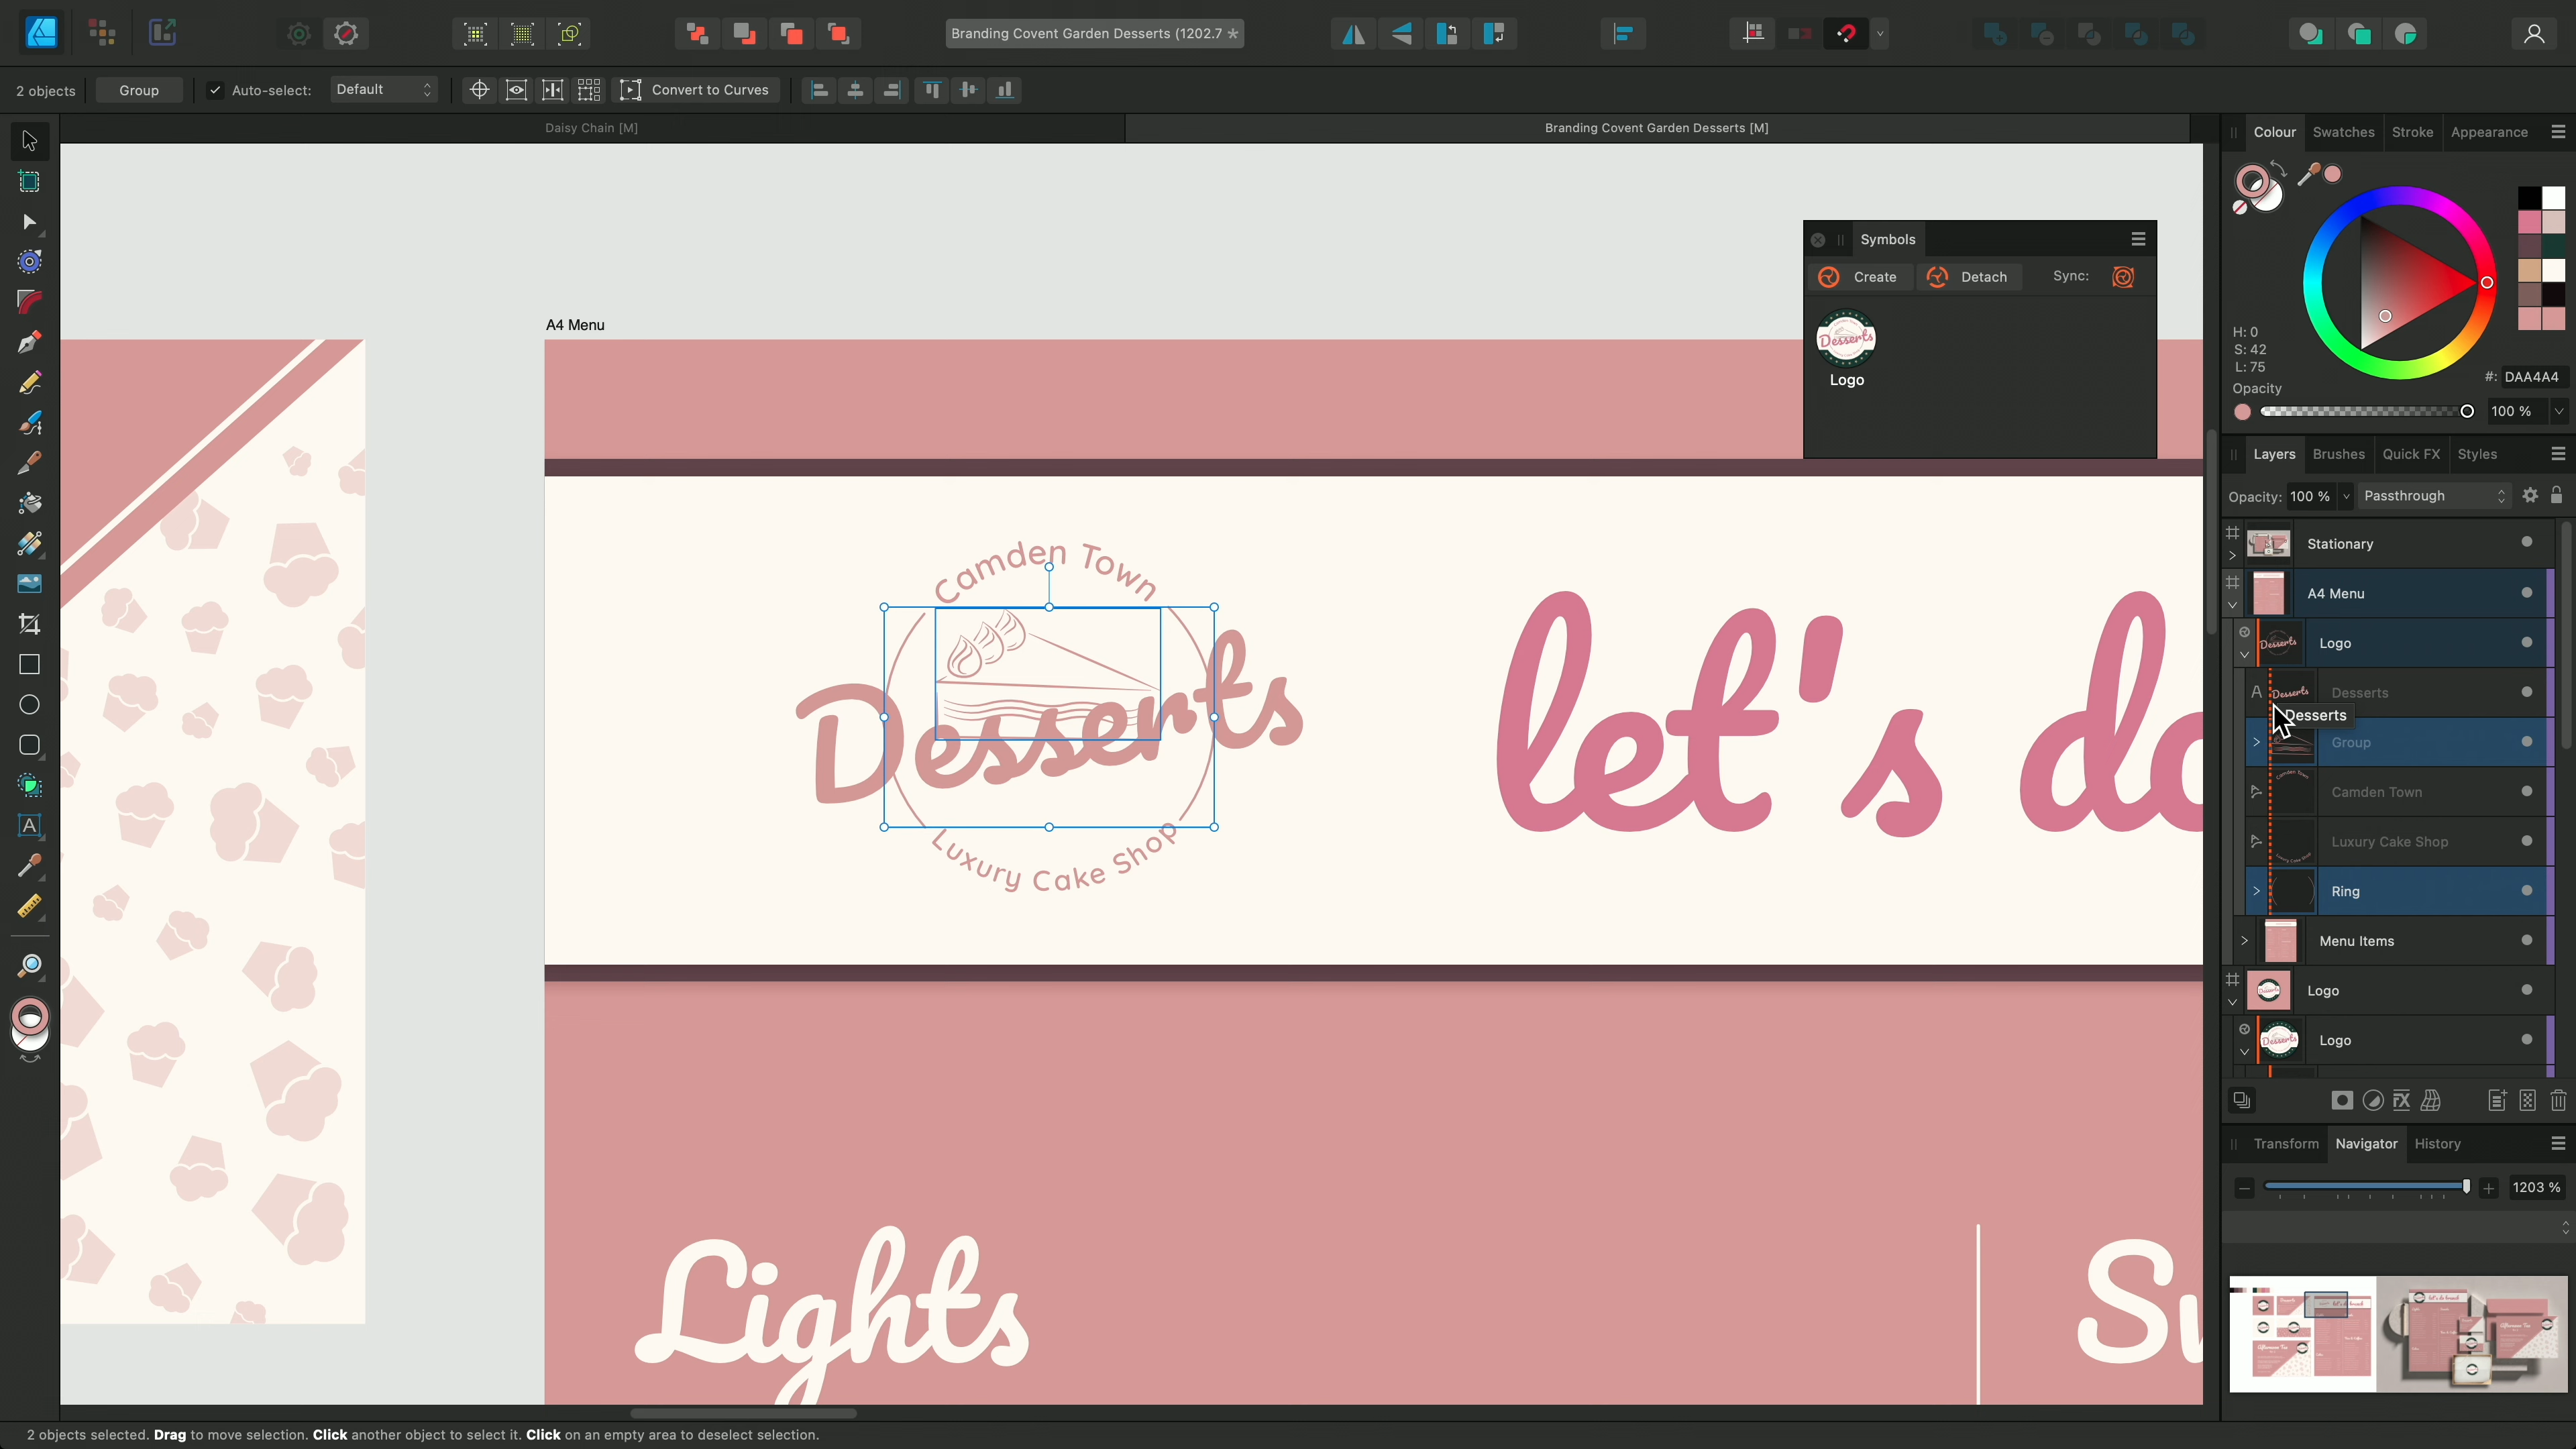 Branding Covent Garden Desserts (1202.7 *
2 objects
Group
Auto-select:
Default
Convert to Curves
Daisy Chain [M]
Branding Covent Garden Desserts [M]
A4 Menu
Camden Town
Desserts
Luxury Cake Shop
let's do
Lights
Symbols
Create
Detach
Sync:
Logo
Colour
Swatches
Stroke
Appearance
H: 0
S: 42
L: 75
#: DAA4A4
Opacity
100 %
Layers
Brushes
Quick FX
Styles
Opacity: 100 %
Passthrough
Stationary
A4 Menu
Logo
Desserts
Desserts
Group
Camden Town
Luxury Cake Shop
Ring
Menu Items
Logo
Logo
Transform
Navigator
History
1203 %
2 objects selected. Drag to move selection. Click another object to select it. Click on an empty area to deselect selection.